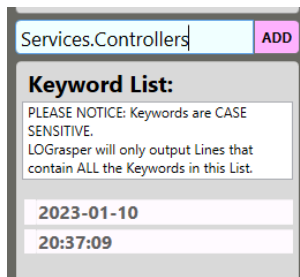 Services.Controllers ADD
Keyword List:
PLEASE NOTICE: Keywords are CASE
SENSITIVE.
LOGrasper will only output Lines that
contain ALL the Keywords in this List.
2023-01-10
20:37:09